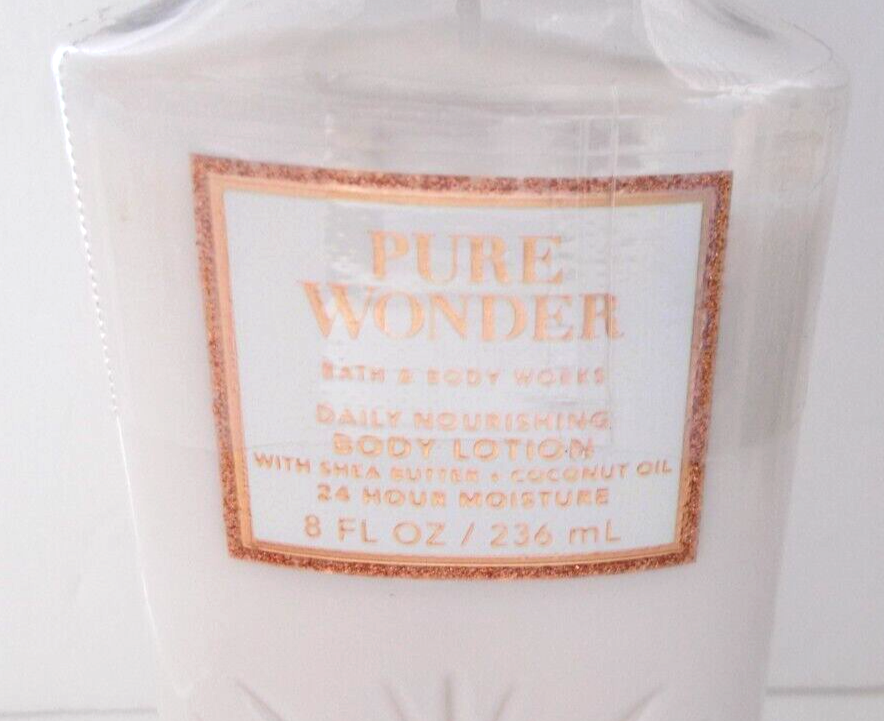 PURE
WONDER
BATH & BODY WORKS
DAILY NOURISHING
BODY LOTION
WITH SHEA BUTTER + COCONUT OIL
24 HOUR MOISTURE
8 FL OZ / 236 mL